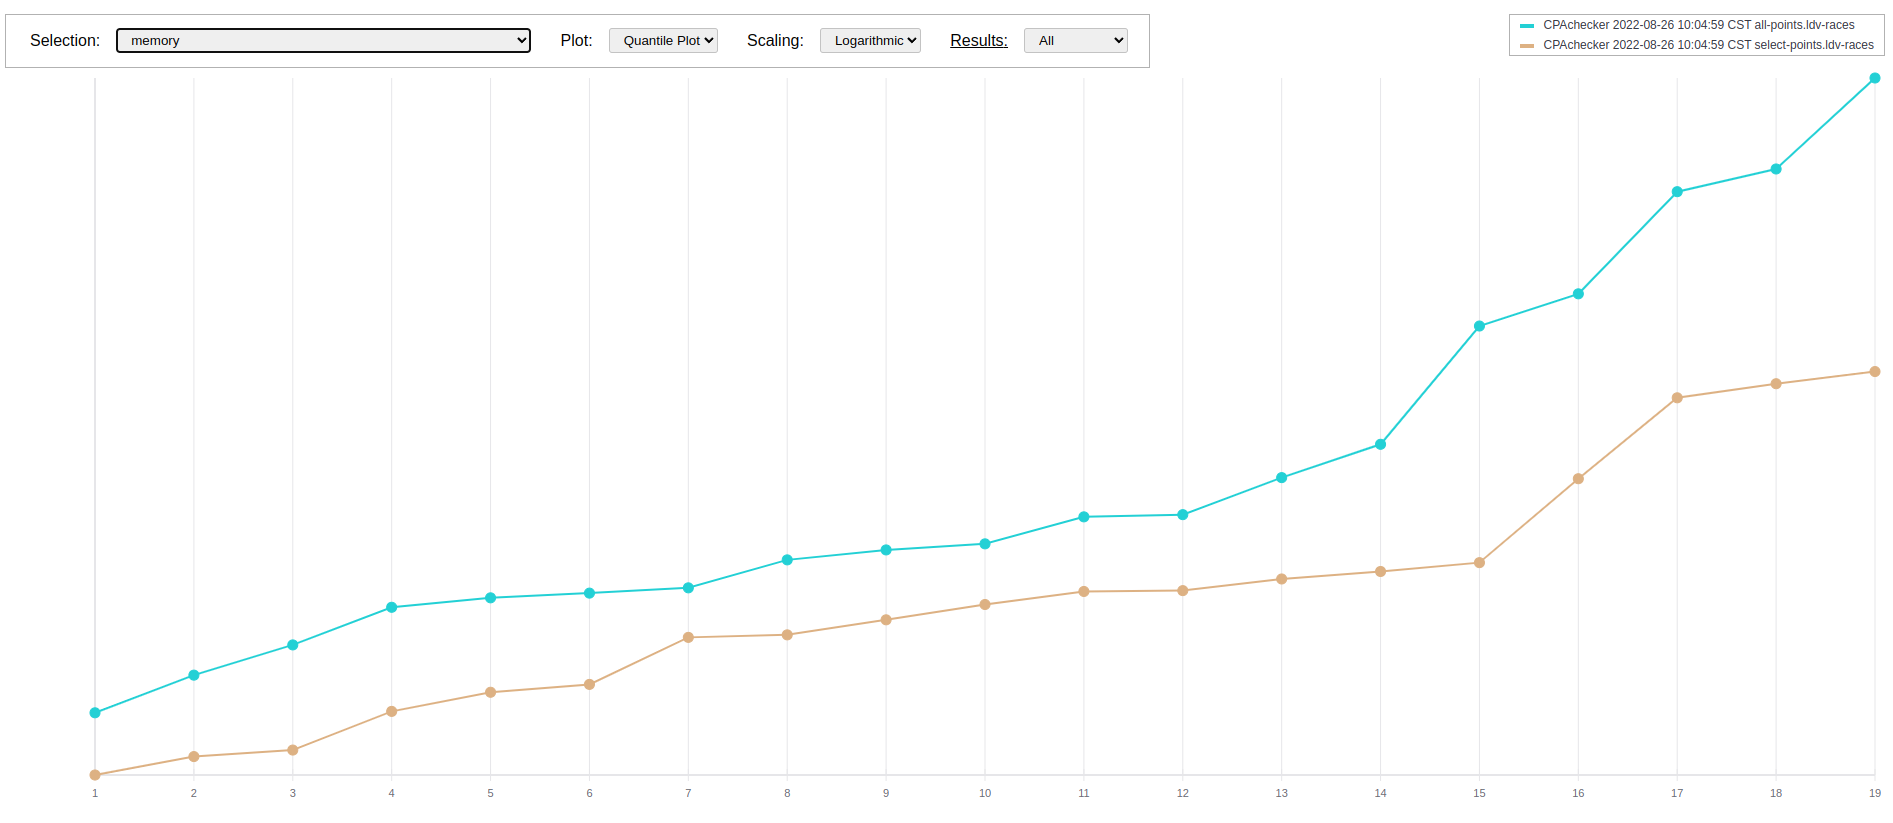 Selection: memory Plot: Quantile Plot Scaling: Logarithmic Results: All
CPAchecker 2022-08-26 10:04:59 CST all-points.ldv-races
CPAchecker 2022-08-26 10:04:59 CST select-points.ldv-races
1 2 3 4 5 6 7 8 9 10 11 12 13 14 15 16 17 18 19